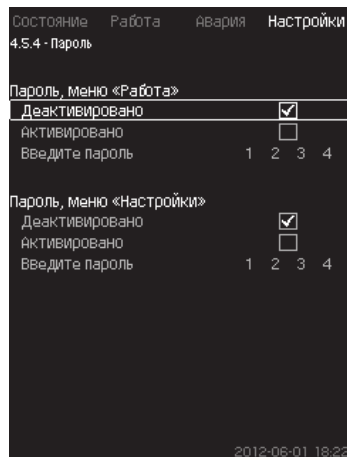 Состояние Работа Авария Настройки
4.5.4 - Пароль
Пароль, меню «Работа»
Деактивировано
Активировано
Введите пароль 1 2 3 4
Пароль, меню «Настройки»
Деактивировано
Активировано
Введите пароль 1 2 3 4
2012-06-01 18:22